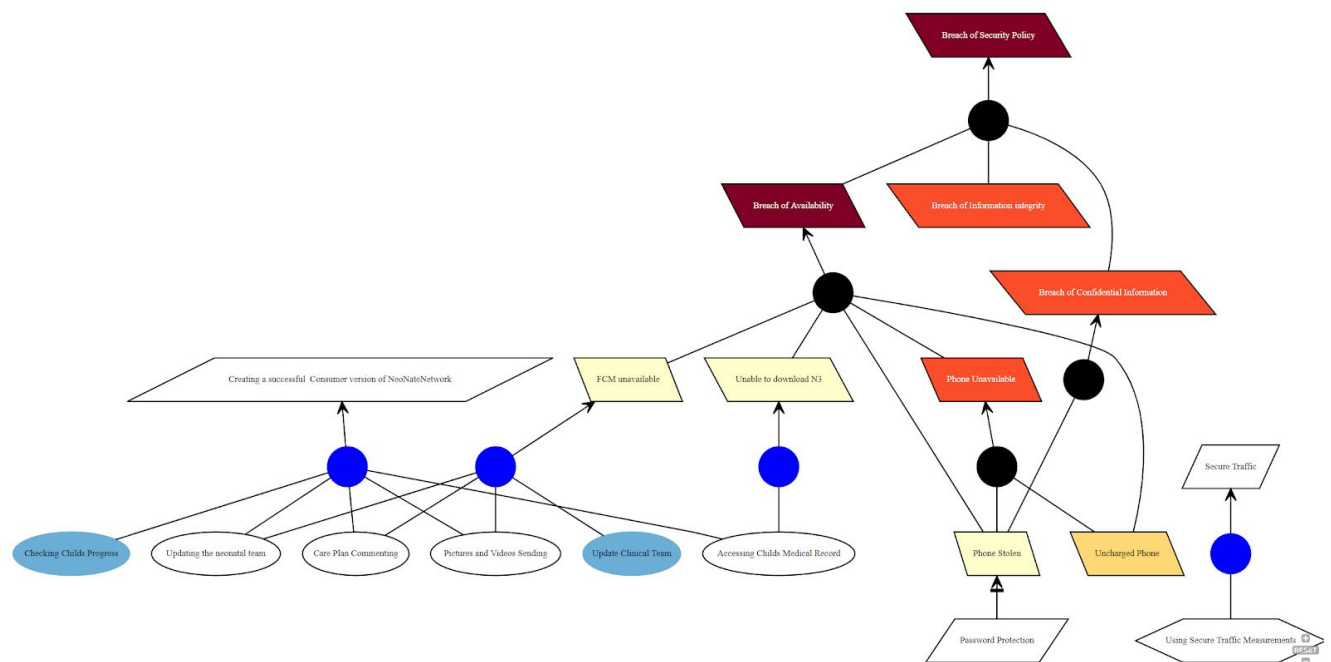 Breach of Security Policy
Breach of Availability
Breach of Information integrity
Breach of Confidential Information
Creating a successful Consumer version of NeoNateNetwork
FCM unavailable
Unable to download N3
Phone Unavailable
Secure Traffic
Checking Childs Progress
Updating the neonatal team
Care Plan Commenting
Pictures and Videos Sending
Update Clinical Team
Accessing Childs Medical Record
Phone Stolen
Uncharged Phone
Password Protection
Using Secure Traffic Measurements
RESET